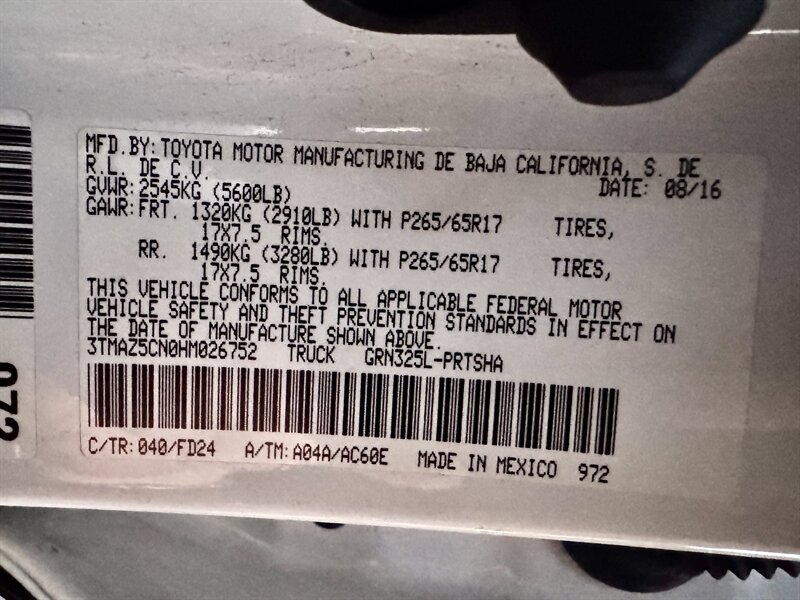 MFD.BY: TOYOTA MOTOR MANUFACTURING DE BAJA CALIFORNIA, S. DE
R.L. DE C.V.
DATE: 08/16
GVWR: 2545KG (5600LB)
GAWR: FRT. 1320KG (2910LB) WITH P265/65R17 TIRES,
17X7.5 RIMS.
RR. 1490KG (3280LB) WITH P265/65R17 TIRES,
17X7.5 RIMS.
THIS VEHICLE CONFORMS TO ALL APPLICABLE FEDERAL MOTOR
VEHICLE SAFETY AND THEFT PREVENTION STANDARDS IN EFFECT ON
THE DATE OF MANUFACTURE SHOWN ABOVE.
3TMAZ5CN0HM026752 TRUCK GRN325L-PRTSHA
C/TR: 040/FD24 A/TM: A04A/AC60E MADE IN MEXICO 972